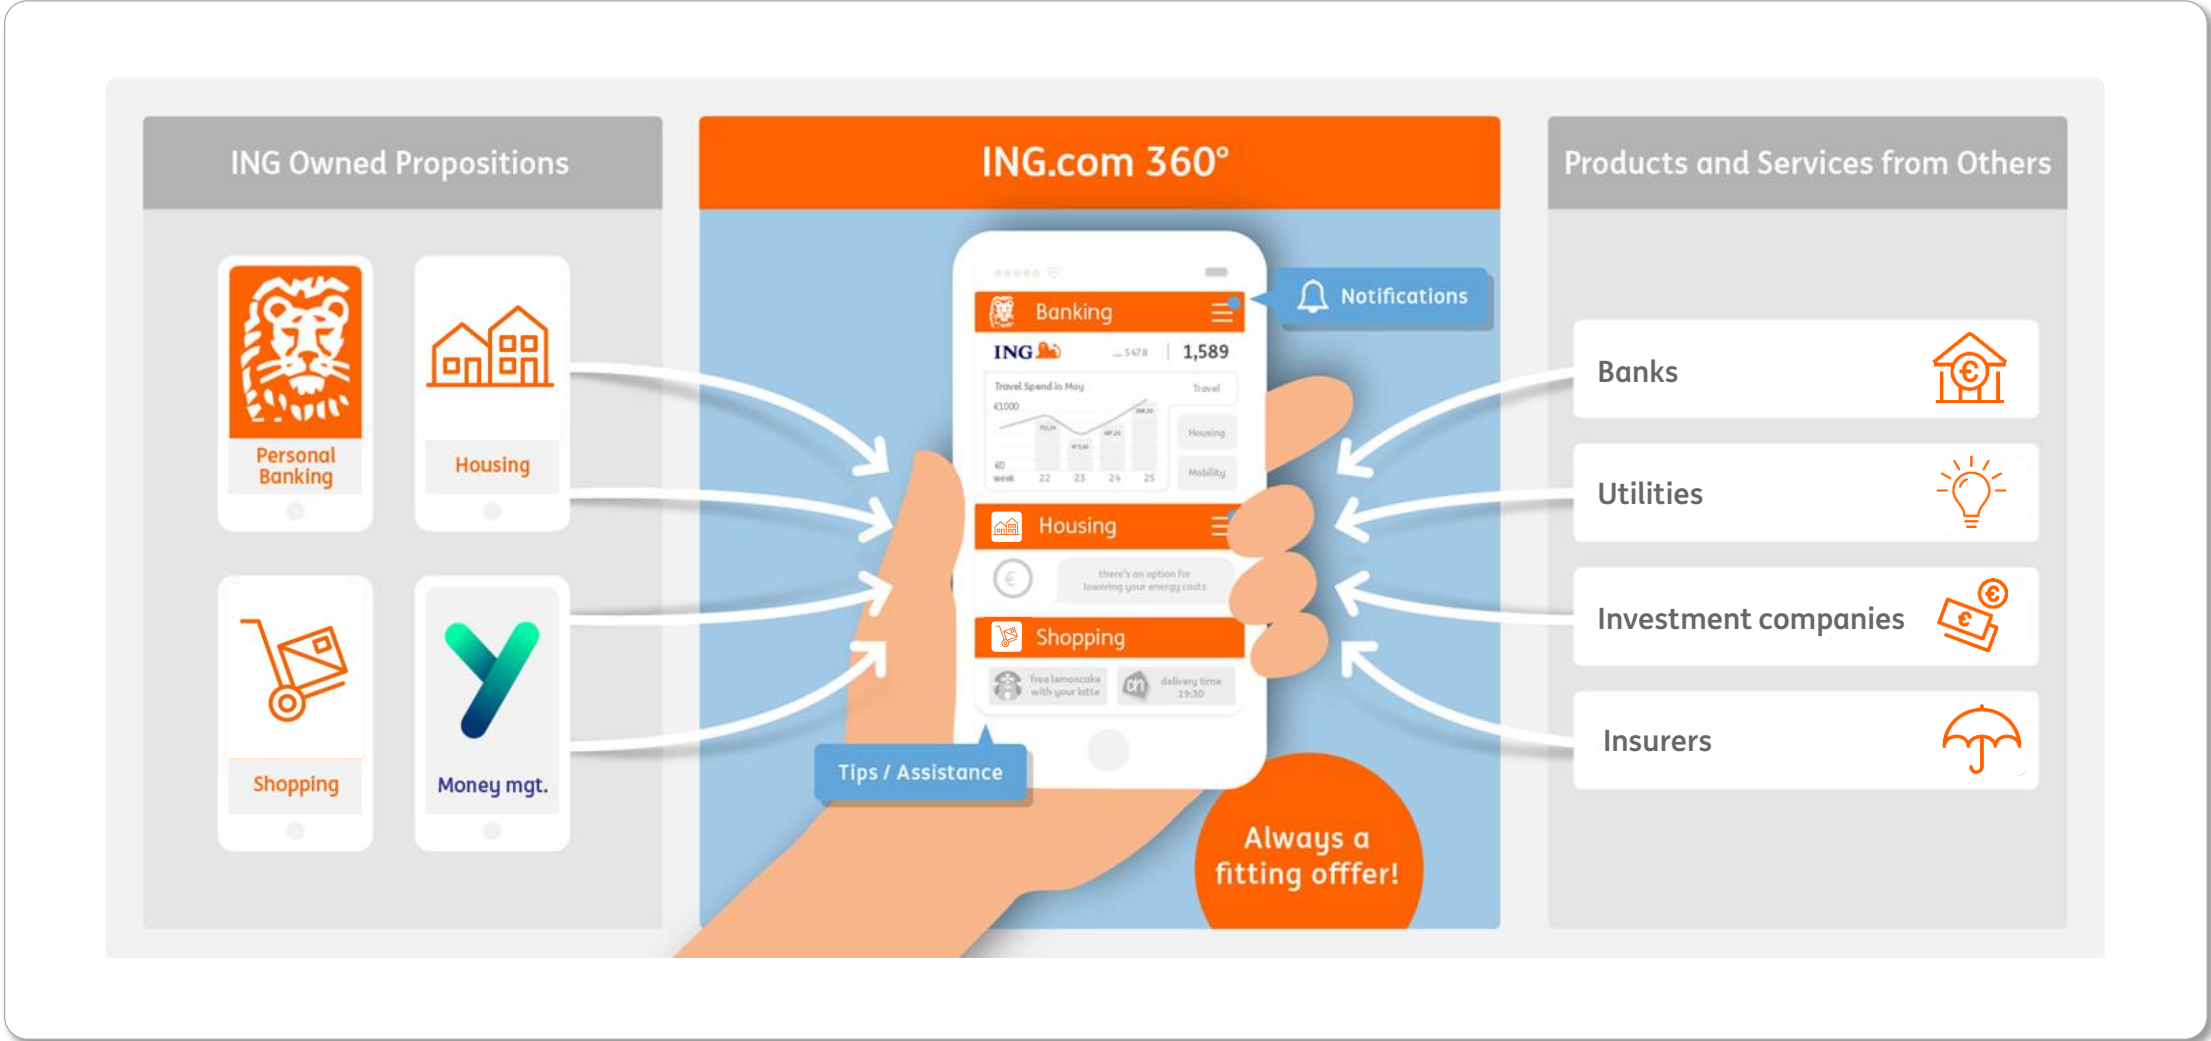 ING Owned Propositions
Personal
Banking
Housing
Shopping
Money mgt.
ING.com 360°
Notifications
Banking
ING
5478
1,589
Travel Spend in May
Travel
€1000
Housing
€0
Mobility
week 22 23 24 25
Housing
€
there's an option for
lowering your energy costs
Shopping
free lemoncake
with your latte
delivery time
19:30
Tips / Assistance
Always a
fitting offfer!
Products and Services from Others
Banks
€
Utilities
Investment companies
€
€
Insurers